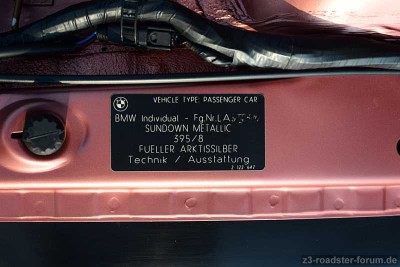 VEHICLE TYPE: PASSENGER CAR
BMW Individual - Fg.Nr.LA
SUNDOWN METALLIC
395/8
FUELLER ARKTISSILBER
Technik / Ausstattung
z3-roadster-forum.de